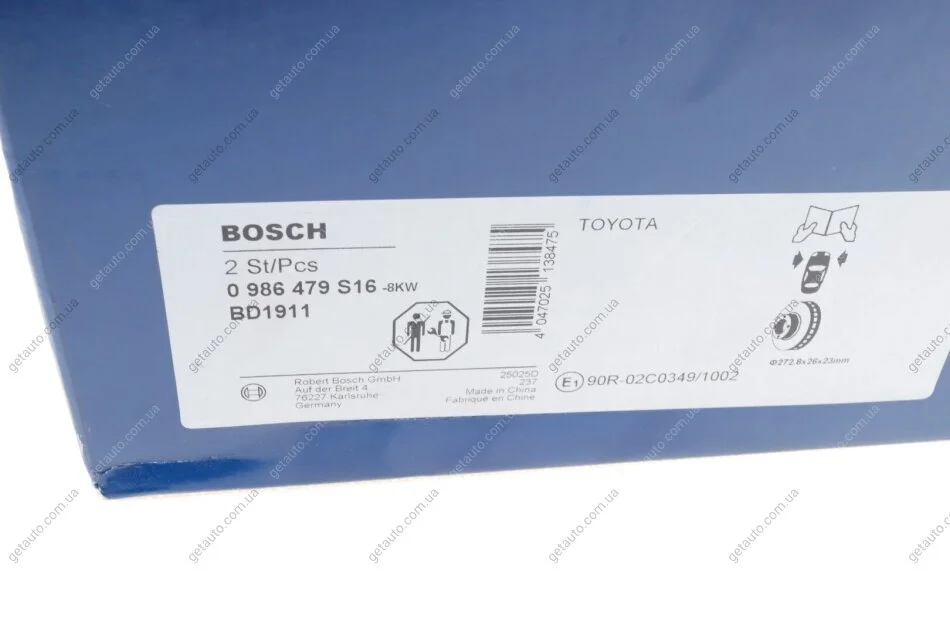 BOSCH
2 St/Pcs
0 986 479 S16 -8KW
BD1911
4 047025 138475
TOYOTA
Φ272.8x26x23mm
Robert Bosch GmbH
Auf der Breit 4
76227 Karlsruhe
Germany
25025D
237
Made in China
Fabriqué en Chine
E1 90R-02C0349/1002
getauto.com.ua